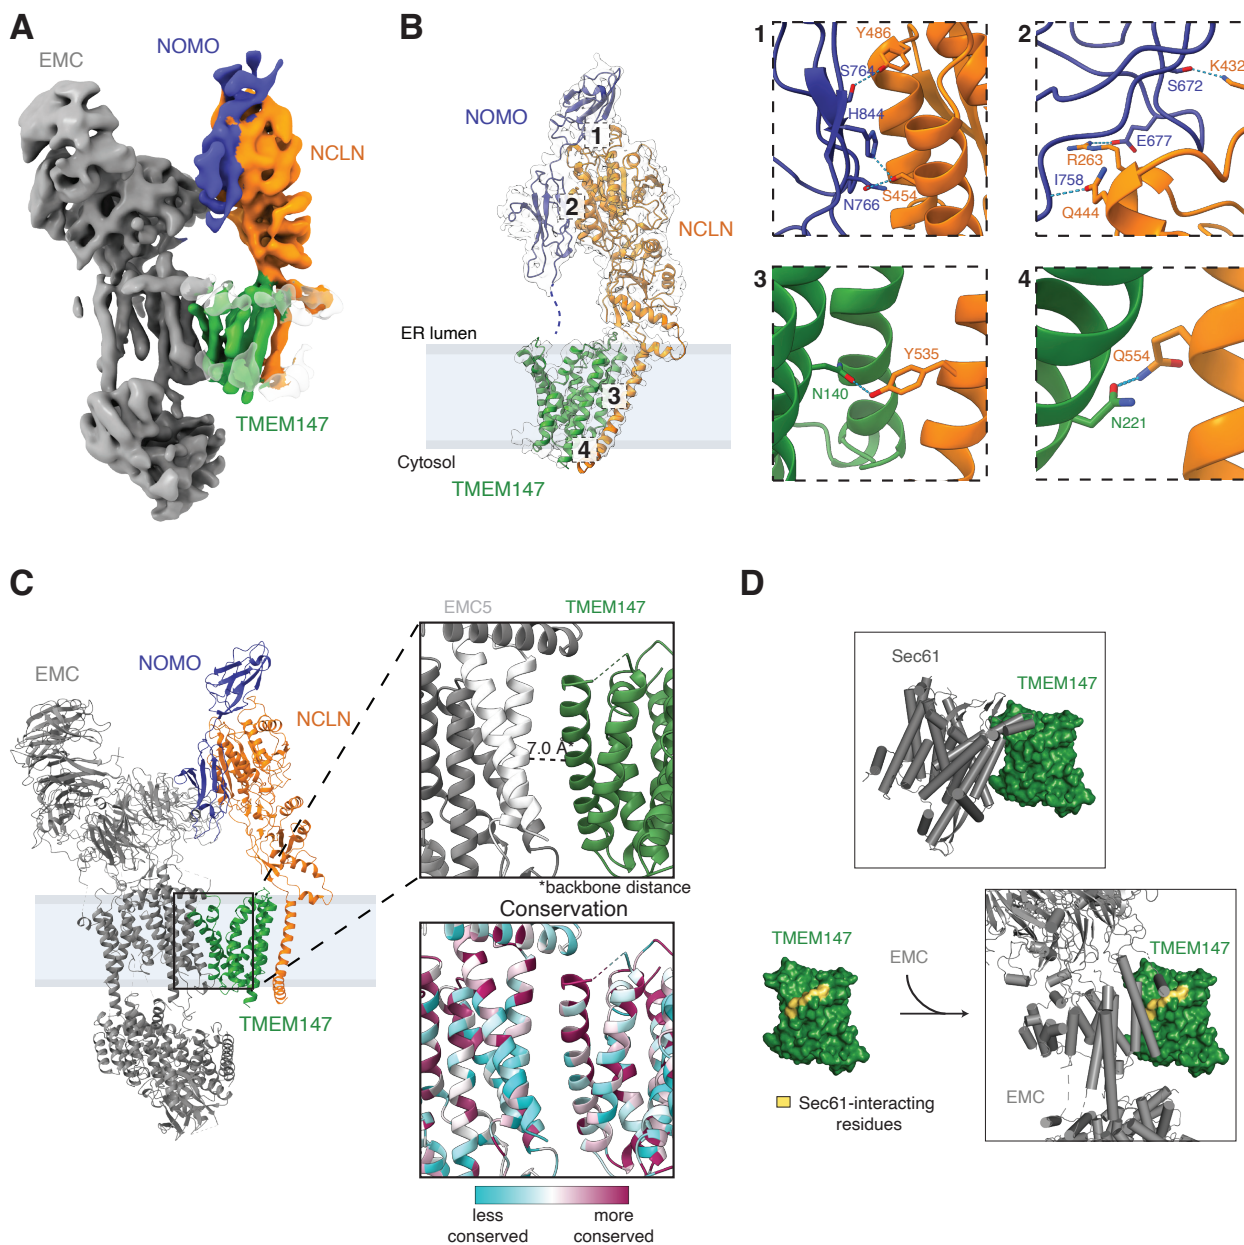 A
NOMO
EMC
NCLN
TMEM147
B
NOMO
1
2
NCLN
ER lumen
3
4
Cytosol
TMEM147
1
Y486
S764
H844
S454
N766
2
K432
S672
E677
R263
I758
Q444
3
Y535
N140
4
Q554
N221
C
NOMO
EMC
NCLN
TMEM147
EMC5
TMEM147
7.0 Å*
*backbone distance
Conservation
less conserved
more conserved
D
Sec61
TMEM147
TMEM147
EMC
TMEM147
EMC
Sec61-interacting
residues